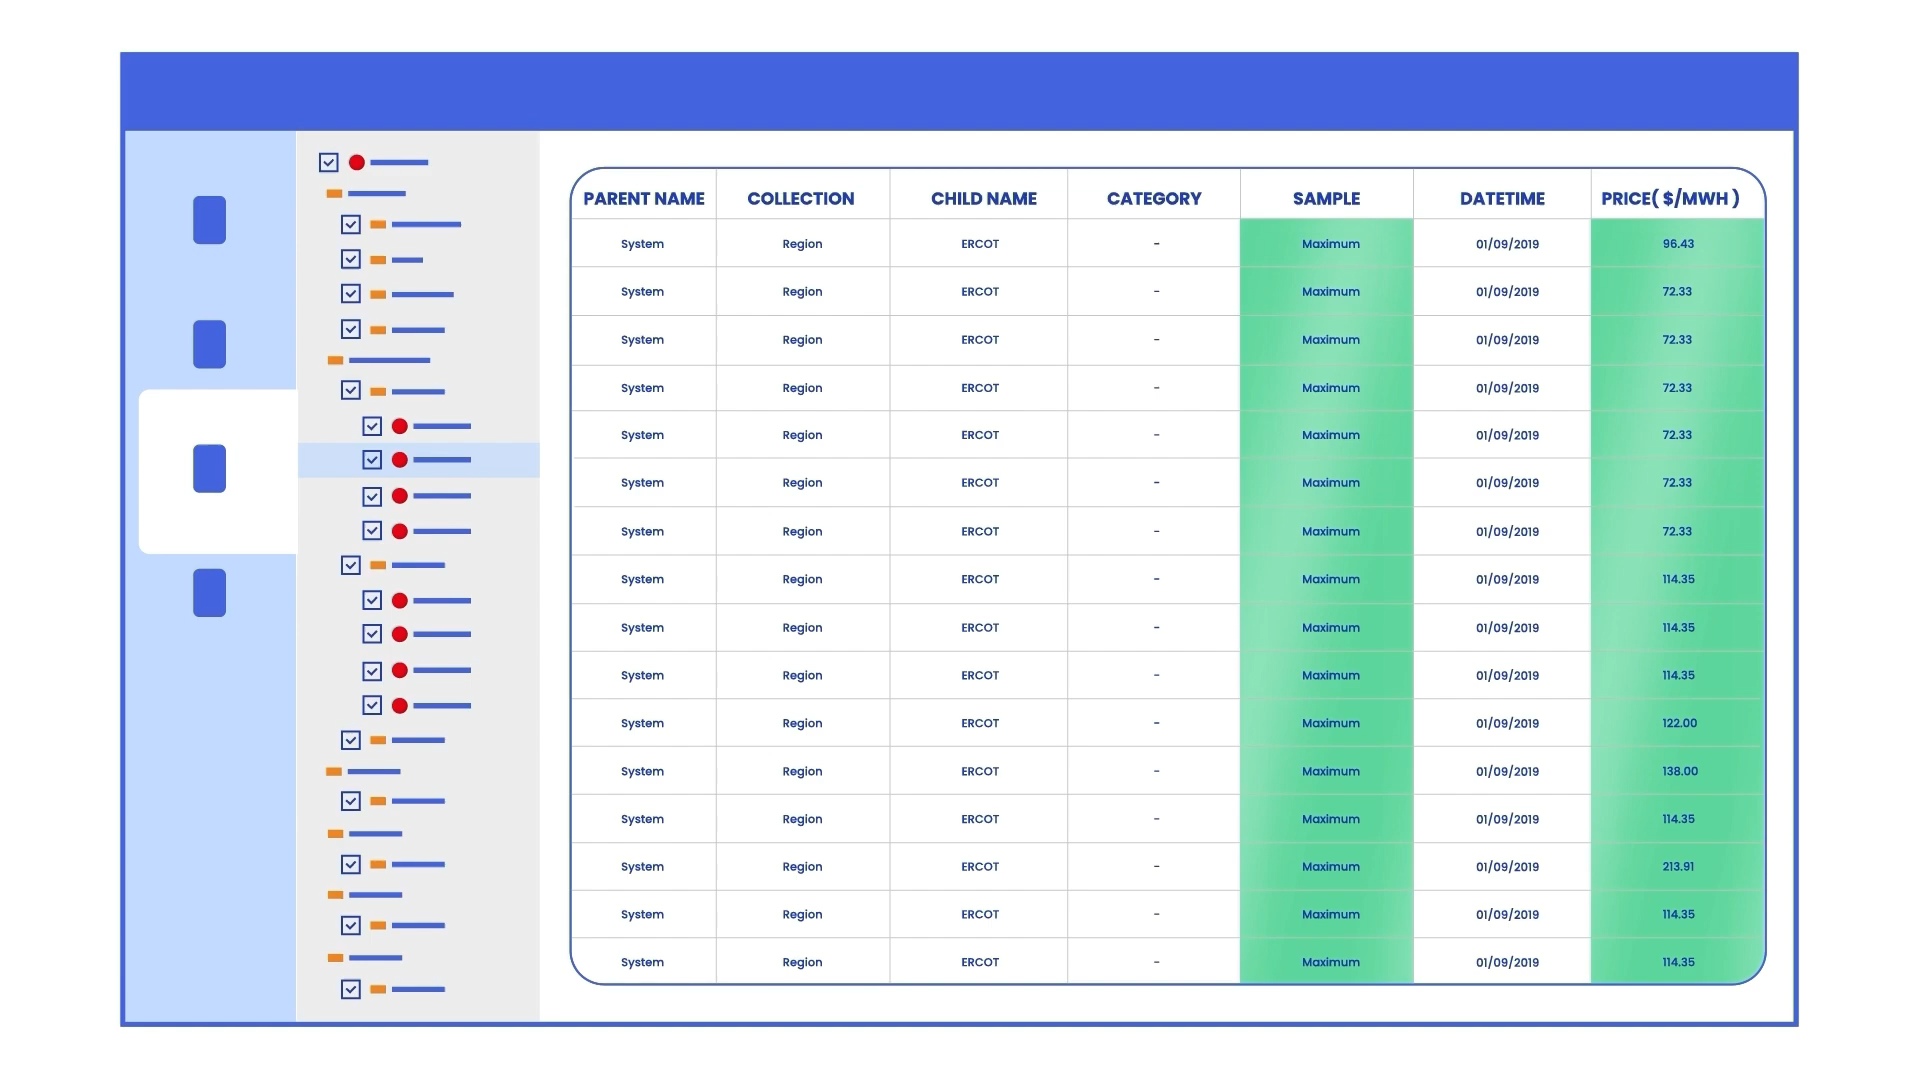 PARENT NAME COLLECTION CHILD NAME CATEGORY SAMPLE DATETIME PRICE( $/MWH )
System Region ERCOT - Maximum 01/09/2019 96.43
System Region ERCOT - Maximum 01/09/2019 72.33
System Region ERCOT - Maximum 01/09/2019 72.33
System Region ERCOT - Maximum 01/09/2019 72.33
System Region ERCOT - Maximum 01/09/2019 72.33
System Region ERCOT - Maximum 01/09/2019 72.33
System Region ERCOT - Maximum 01/09/2019 72.33
System Region ERCOT - Maximum 01/09/2019 114.35
System Region ERCOT - Maximum 01/09/2019 114.35
System Region ERCOT - Maximum 01/09/2019 114.35
System Region ERCOT - Maximum 01/09/2019 122.00
System Region ERCOT - Maximum 01/09/2019 138.00
System Region ERCOT - Maximum 01/09/2019 114.35
System Region ERCOT - Maximum 01/09/2019 213.91
System Region ERCOT - Maximum 01/09/2019 114.35
System Region ERCOT - Maximum 01/09/2019 114.35